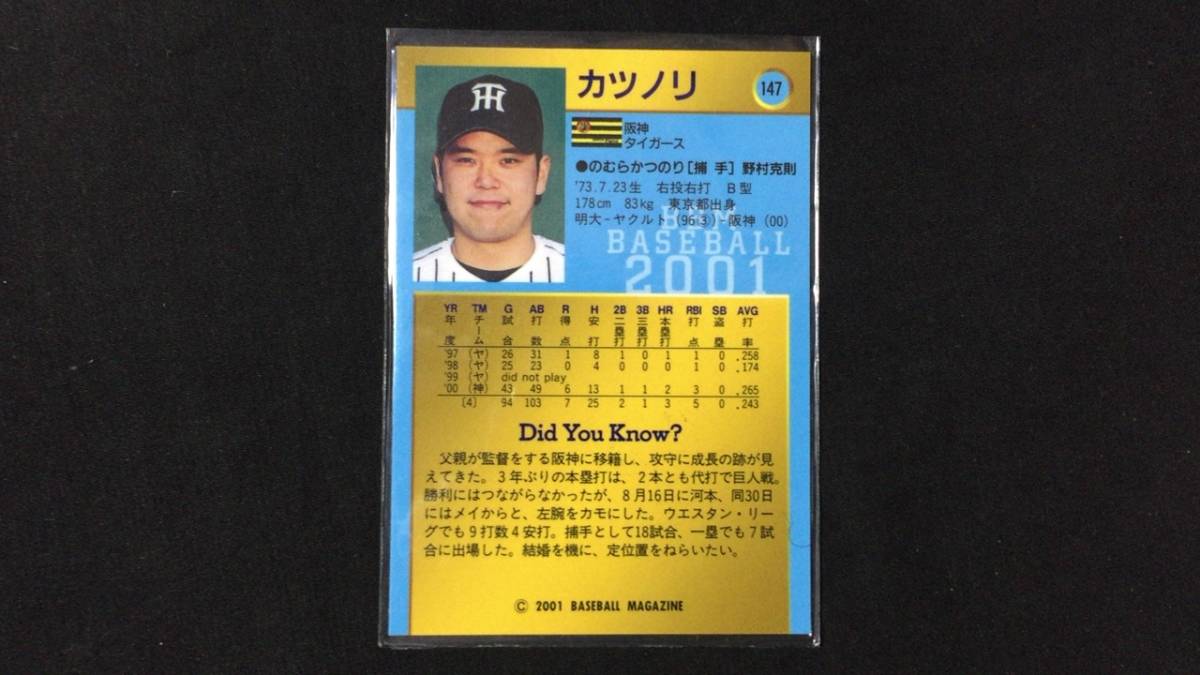 カツノリ
147
阪神
タイガース
●のむらかつのり[捕 手] 野村克則
'73.7.23生 右投右打 B型
178cm 83kg 東京都出身
明大-ヤクルト(96③)-阪神(00)
BBM
BASEBALL
2001
YR TM G AB R H 2B 3B HR RBI SB AVG
年度 チーム 試合 打数 得点 安打 二塁打 三塁打 本塁打 打点 盗塁 打率
'97 (ヤ) 26 31 1 8 1 0 1 1 0 .258
'98 (ヤ) 25 23 0 4 0 0 0 1 0 .174
'99 (ヤ) did not play
'00 (神) 43 49 6 13 1 1 2 3 0 .265
(4) 94 103 7 25 2 1 3 5 0 .243
Did You Know?
父親が監督をする阪神に移籍し、攻守に成長の跡が見
えてきた。3年ぶりの本塁打は、2本とも代打で巨人戦。
勝利にはつながらなかったが、8月16日に河本、同30日
にはメイからと、左腕をカモにした。ウエスタン・リー
グでも9打数4安打。捕手として18試合、一塁でも7試
合に出場した。結婚を機に、定位置をねらいたい。
© 2001 BASEBALL MAGAZINE